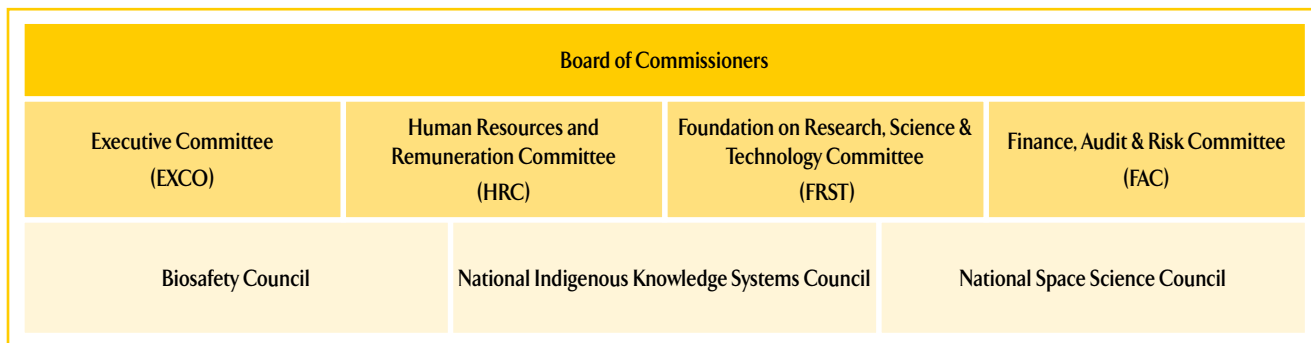 Board of Commissioners
Executive Committee
(EXCO)
Human Resources and
Remuneration Committee
(HRC)
Foundation on Research, Science &
Technology Committee
(FRST)
Finance, Audit & Risk Committee
(FAC)
Biosafety Council
National Indigenous Knowledge Systems Council
National Space Science Council